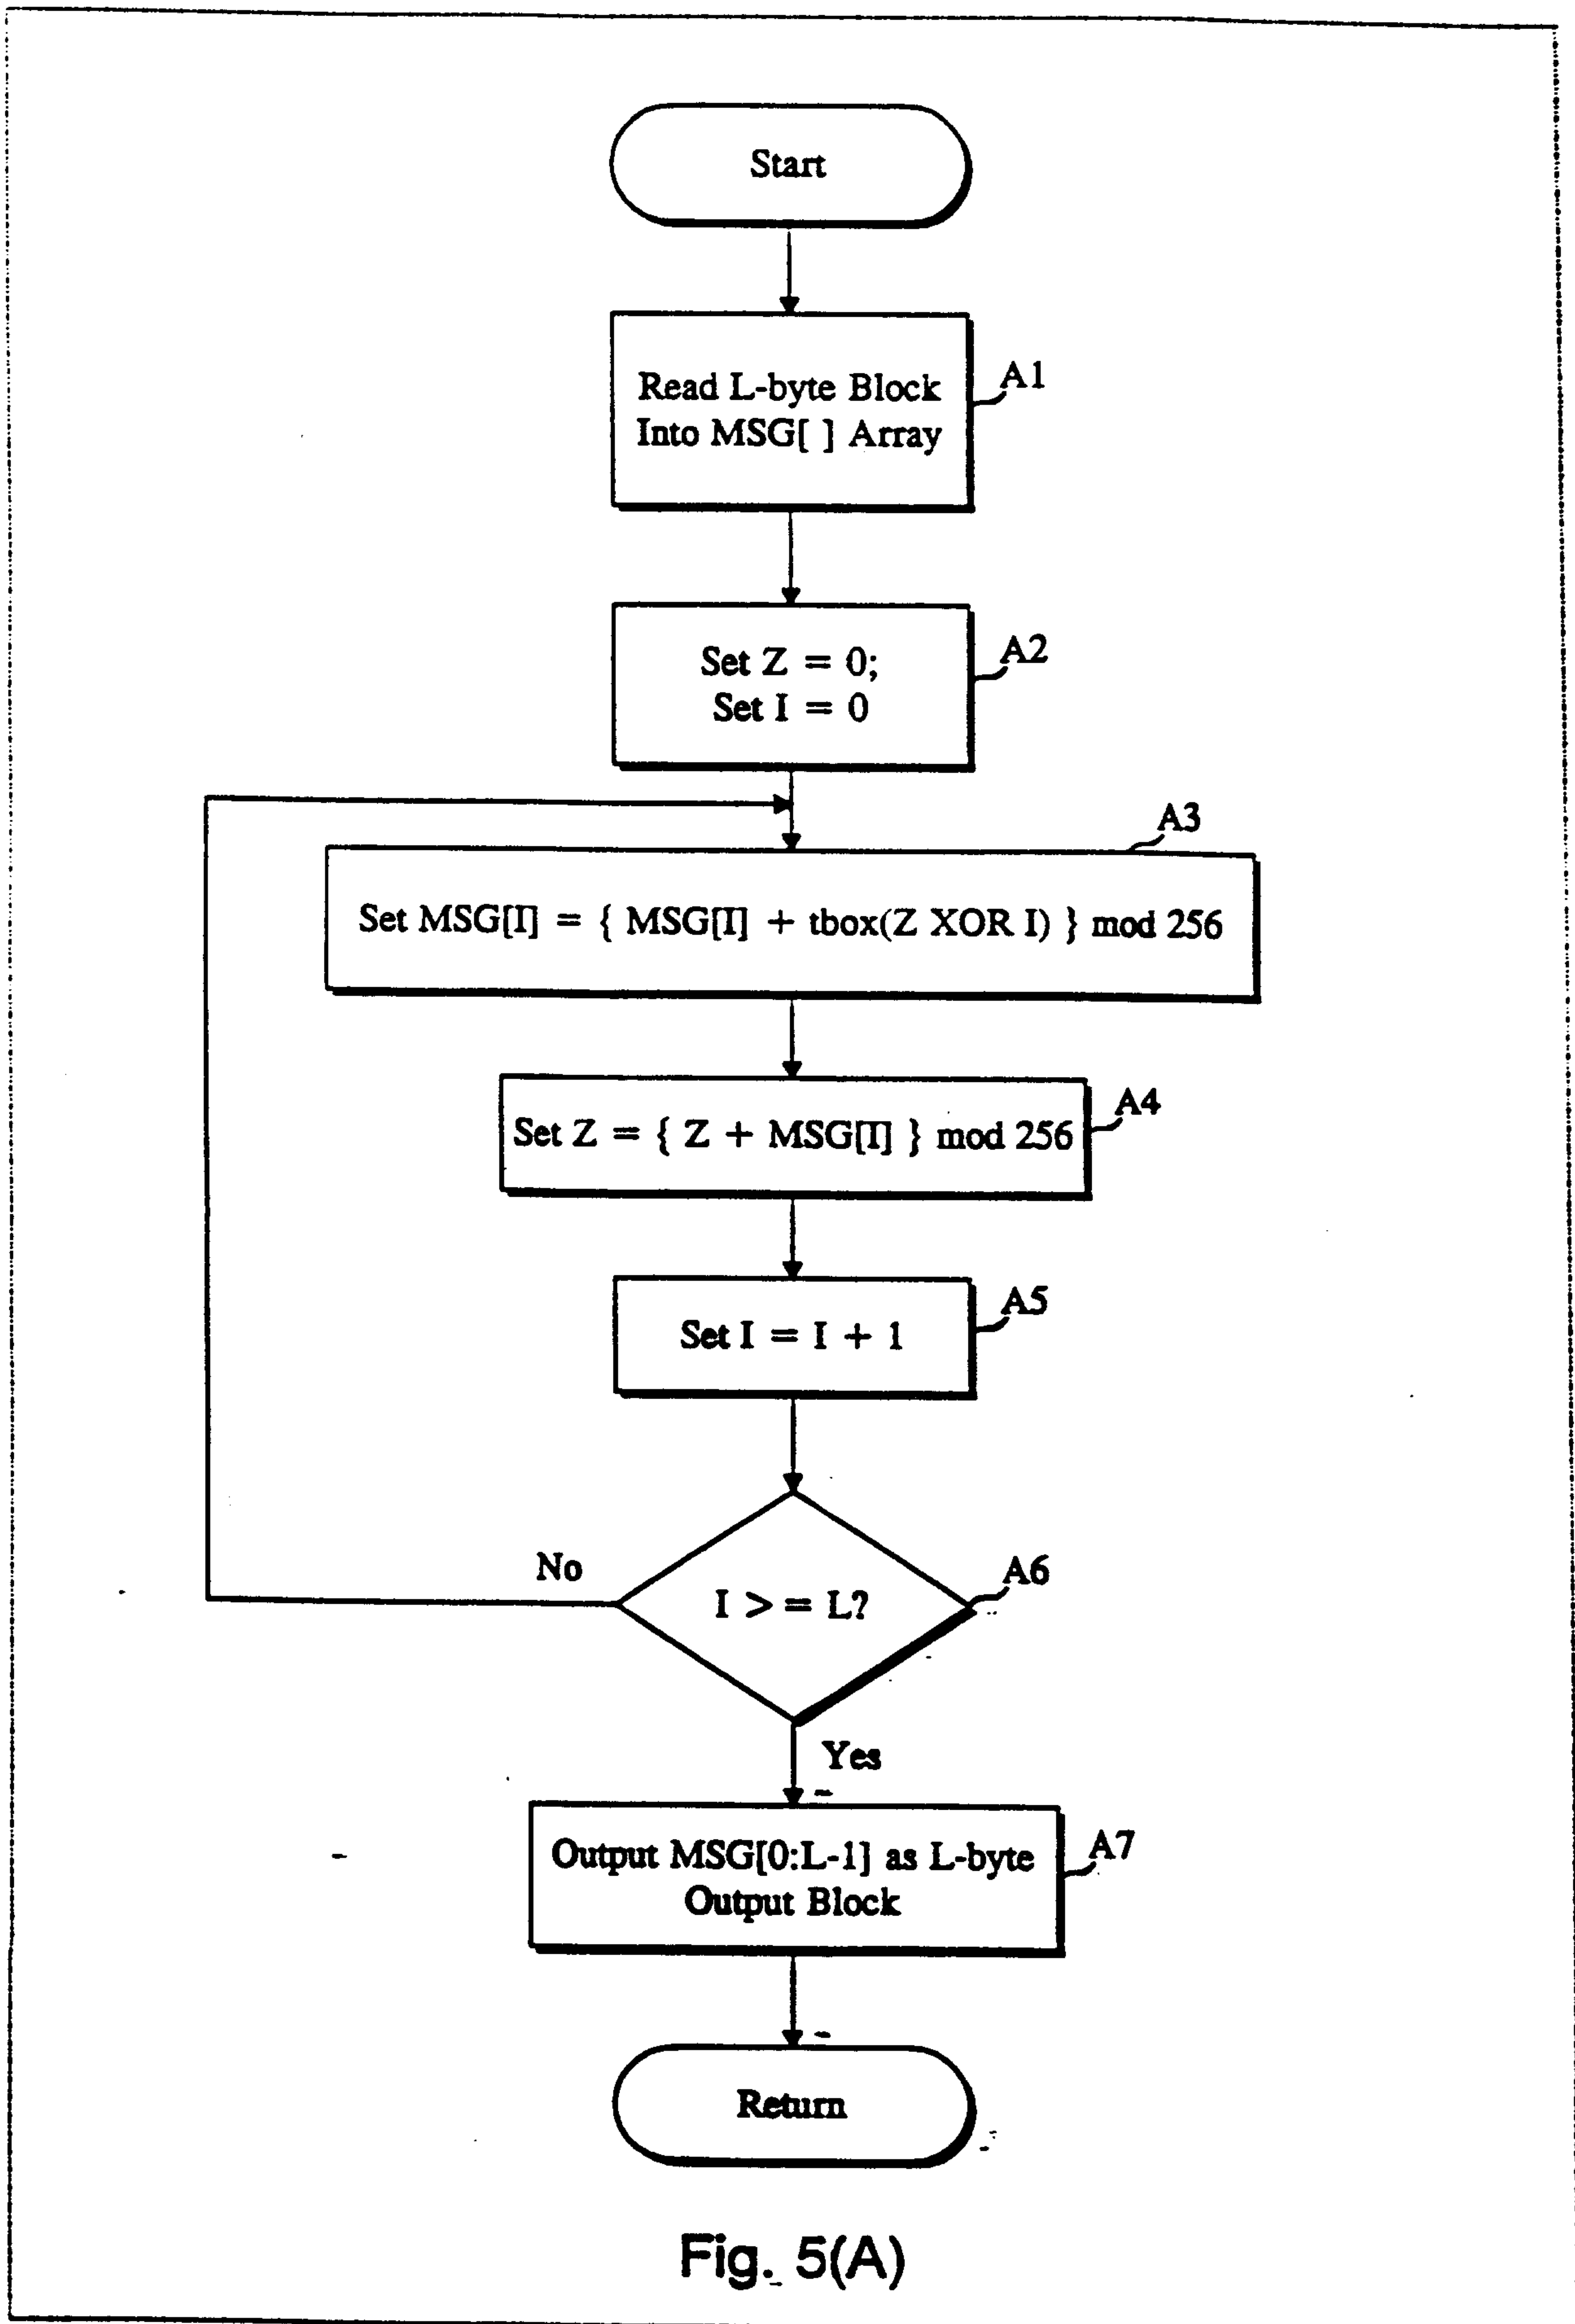 Start
Read L-byte Block
Into MSG[ ] Array
A1
Set Z = 0;
Set I = 0
A2
A3
Set MSG[I] = { MSG[I] + tbox(Z XOR I) } mod 256
Set Z = { Z + MSG[I] } mod 256
A4
Set I = I + 1
A5
No
I > = L?
A6
Yes
Output MSG[0:L-1] as L-byte
Output Block
A7
Return
Fig. 5(A)